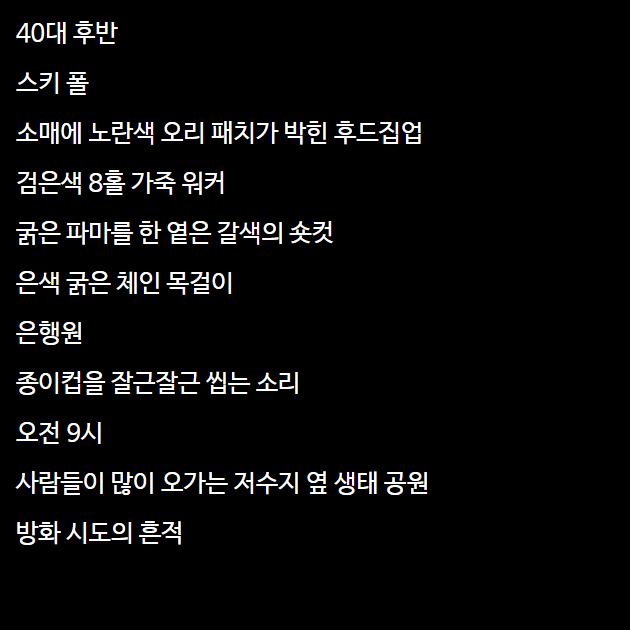 40대 후반
스키 폴
소매에 노란색 오리 패치가 박힌 후드집업
검은색 8홀 가죽 워커
굵은 파마를 한 옅은 갈색의 숏컷
은색 굵은 체인 목걸이
은행원
종이컵을 잘근잘근 씹는 소리
오전 9시
사람들이 많이 오가는 저수지 옆 생태 공원
방화 시도의 흔적